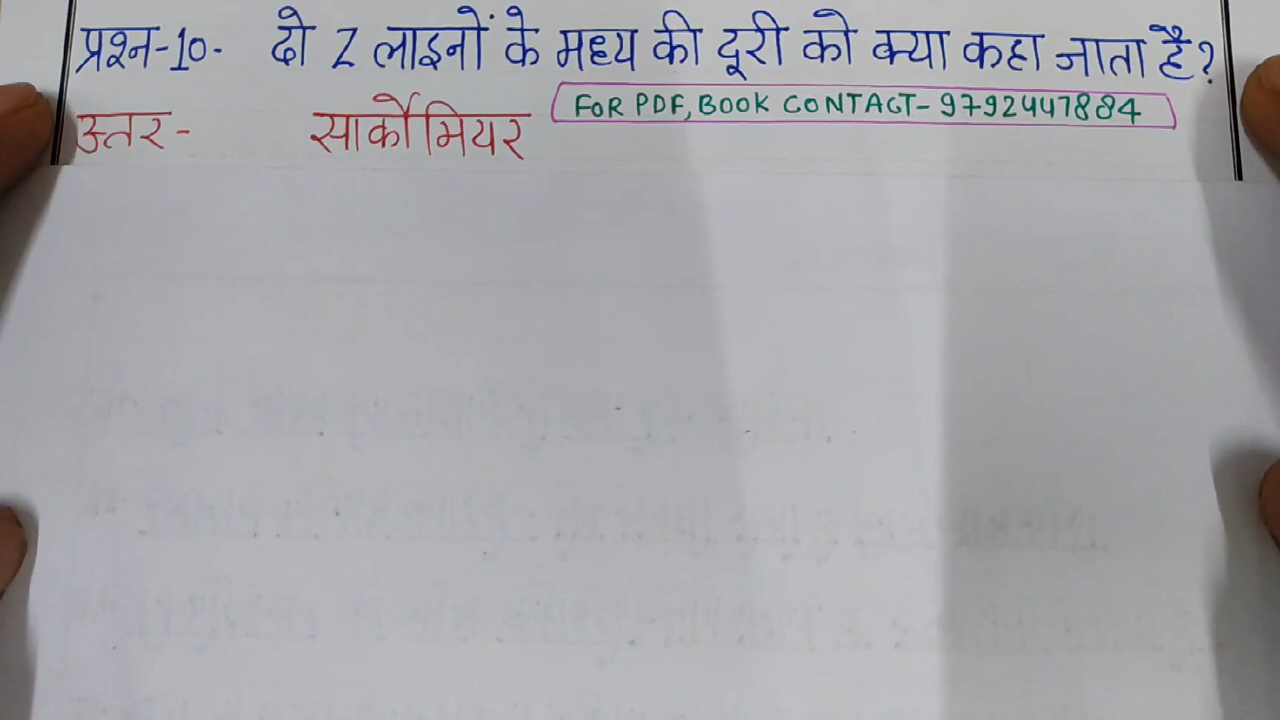 प्रश्न-10- दो Z लाइनों के मध्य की दूरी को क्या कहा जाता है?
FOR PDF, BOOK CONTACT- 9792447884
उत्तर- सार्कोमियर